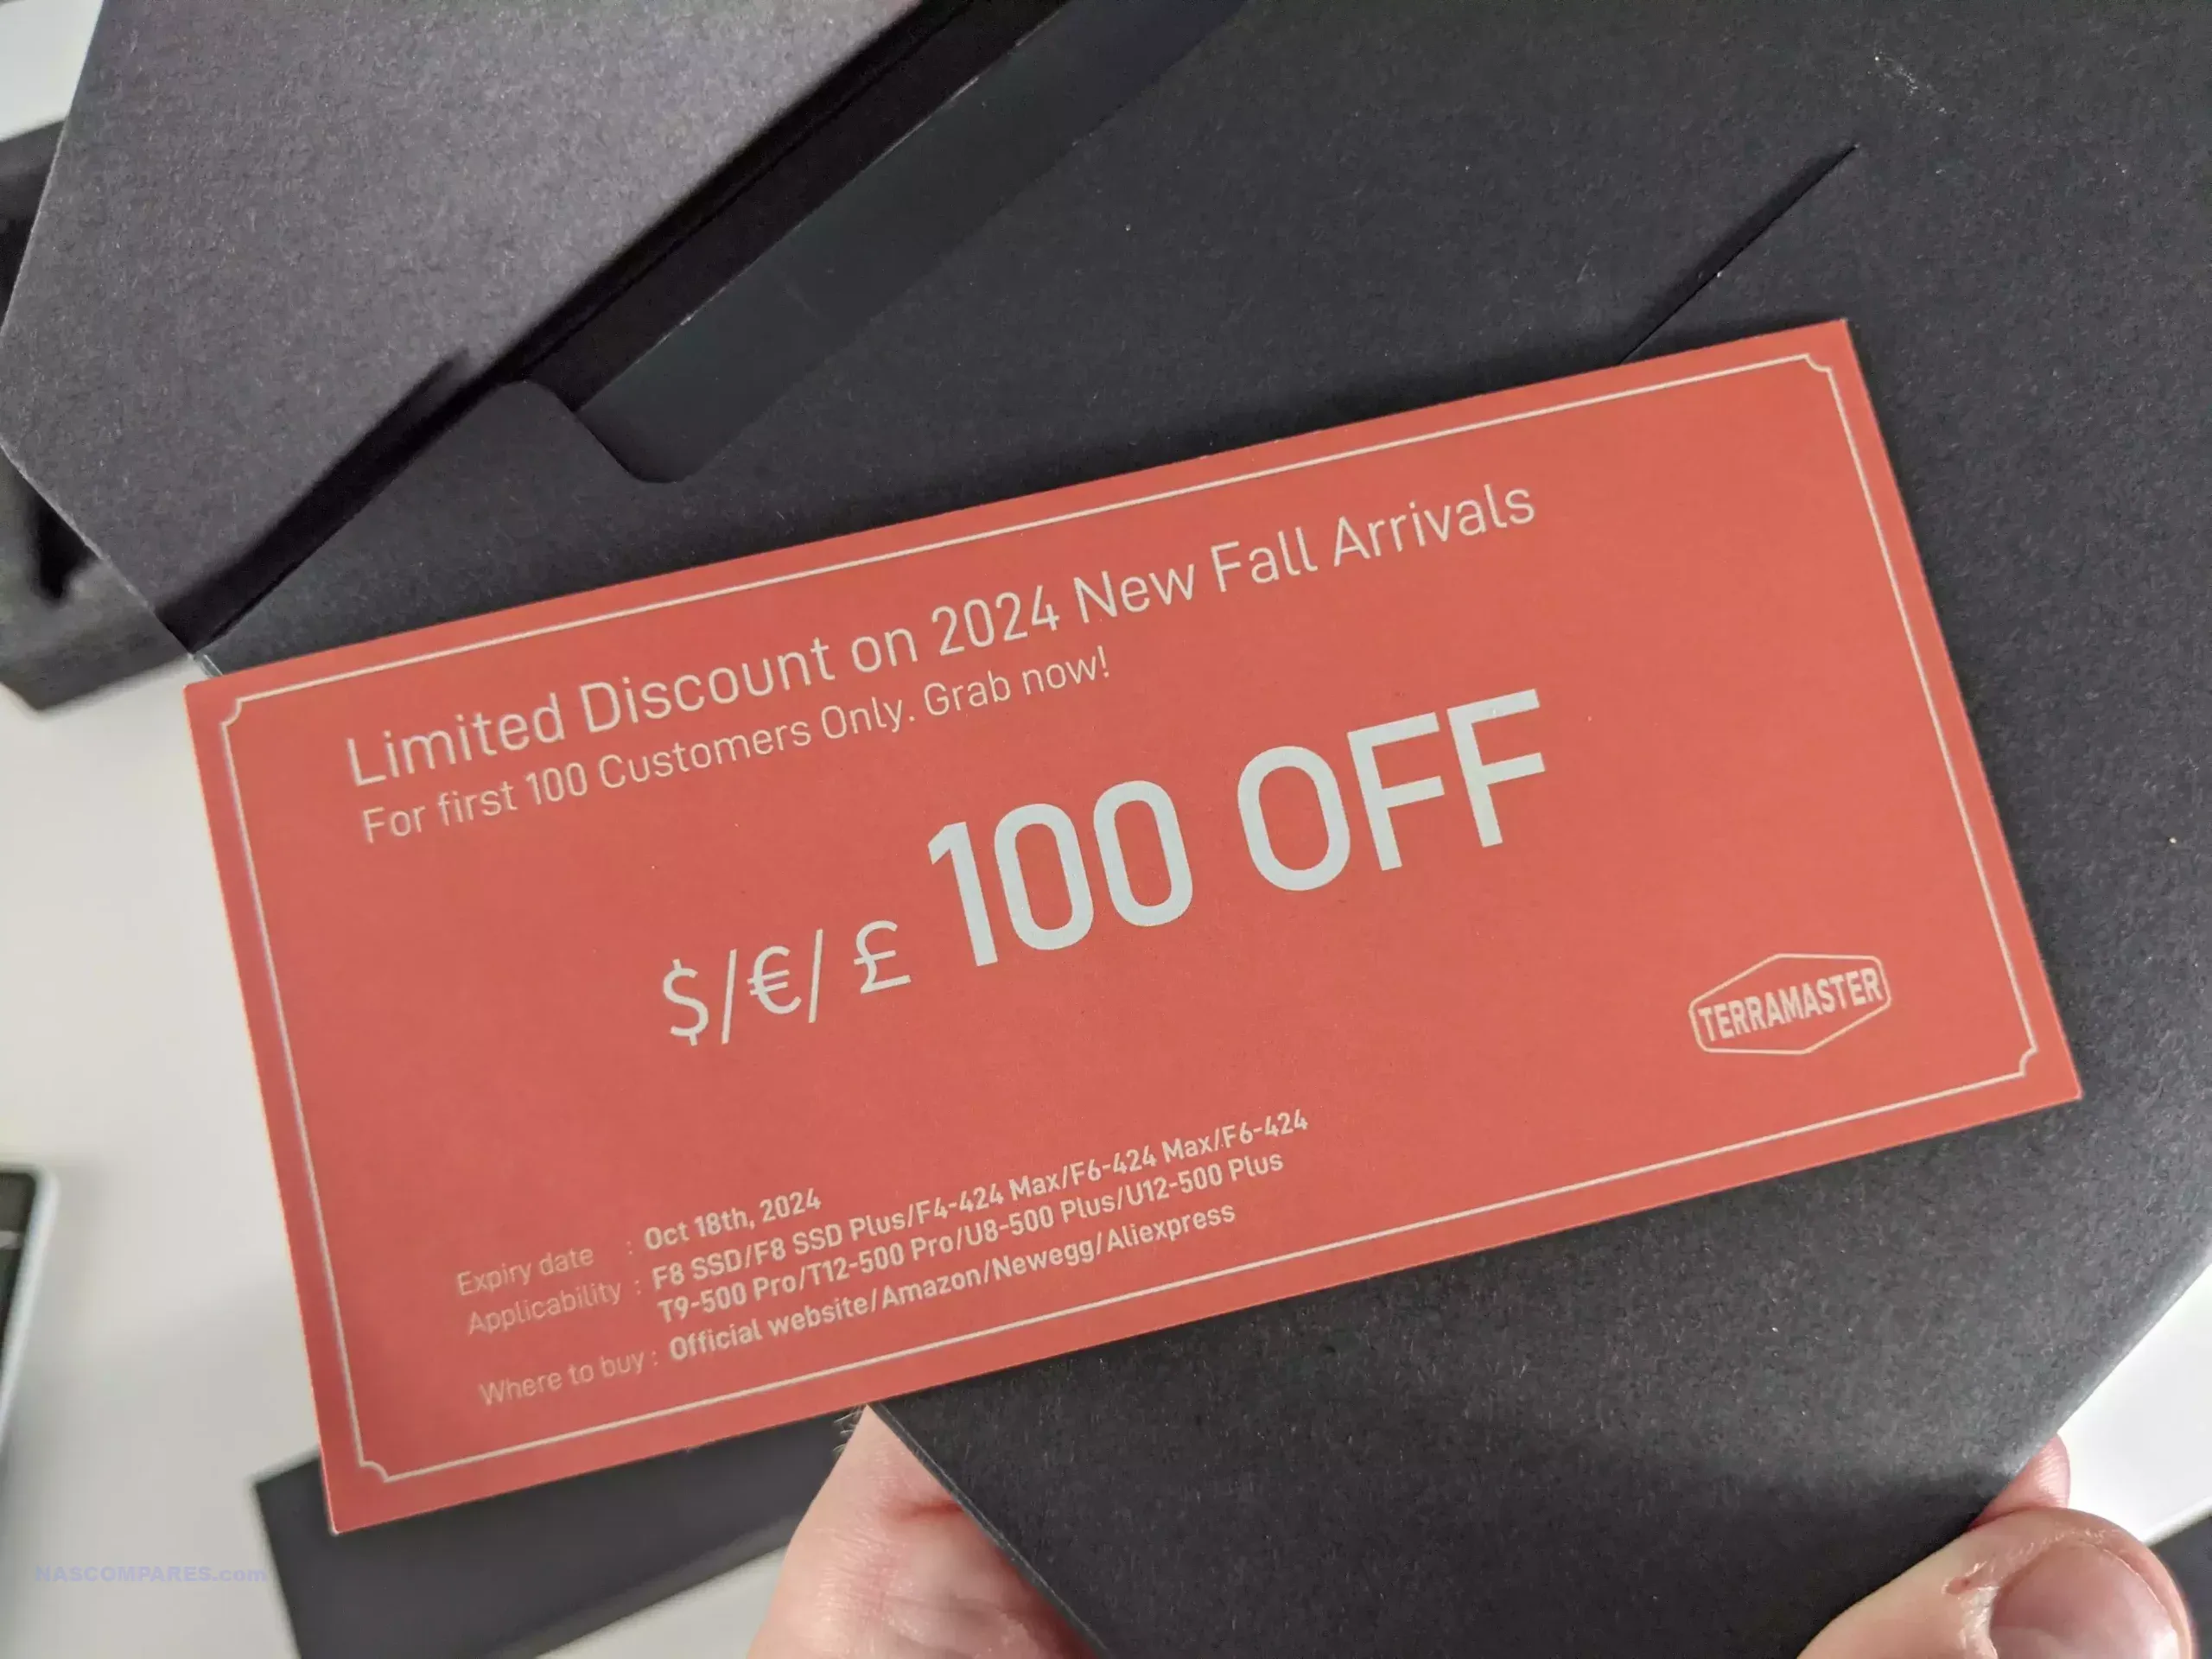 Limited Discount on 2024 New Fall Arrivals
For first 100 Customers Only. Grab now!
$/€/ £ 100 OFF
TERRAMASTER
Expiry date : Oct 18th, 2024
Applicability : F8 SSD/F8 SSD Plus/F4-424 Max/F6-424 Max/F6-424
T9-500 Pro/T12-500 Pro/U8-500 Plus/U12-500 Plus
Where to buy : Official website/Amazon/Newegg/Aliexpress
NASCOMPARES.com